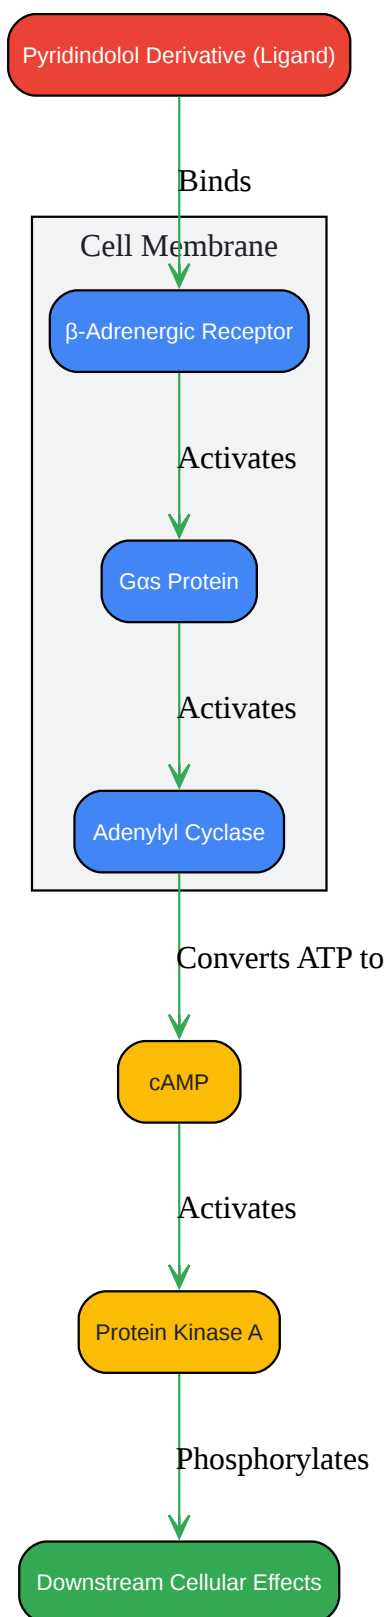 Pyridindolol Derivative (Ligand)
Binds
Cell Membrane
β-Adrenergic Receptor
Activates
Gαs Protein
Activates
Adenylyl Cyclase
Converts ATP to
cAMP
Activates
Protein Kinase A
Phosphorylates
Downstream Cellular Effects